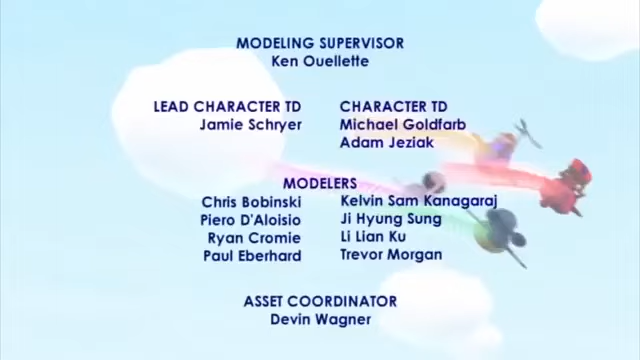 MODELING SUPERVISOR
Ken Ouellette
LEAD CHARACTER TD
Jamie Schryer
CHARACTER TD
Michael Goldfarb
Adam Jeziak
MODELERS
Chris Bobinski
Piero D'Aloisio
Ryan Cromie
Paul Eberhard
Kelvin Sam Kanagaraj
Ji Hyung Sung
Li Lian Ku
Trevor Morgan
ASSET COORDINATOR
Devin Wagner